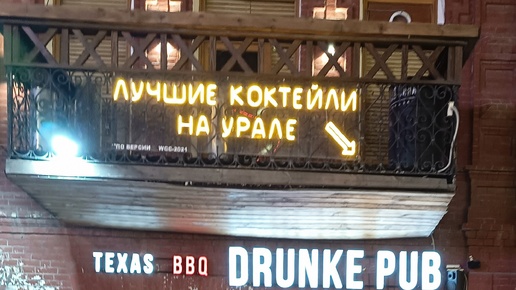 ЛУЧШИЕ КОКТЕЙЛИ
НА УРАЛЕ
*ПО ВЕРСИИ WGC-2021
TEXAS BBQ DRUNKE PUB